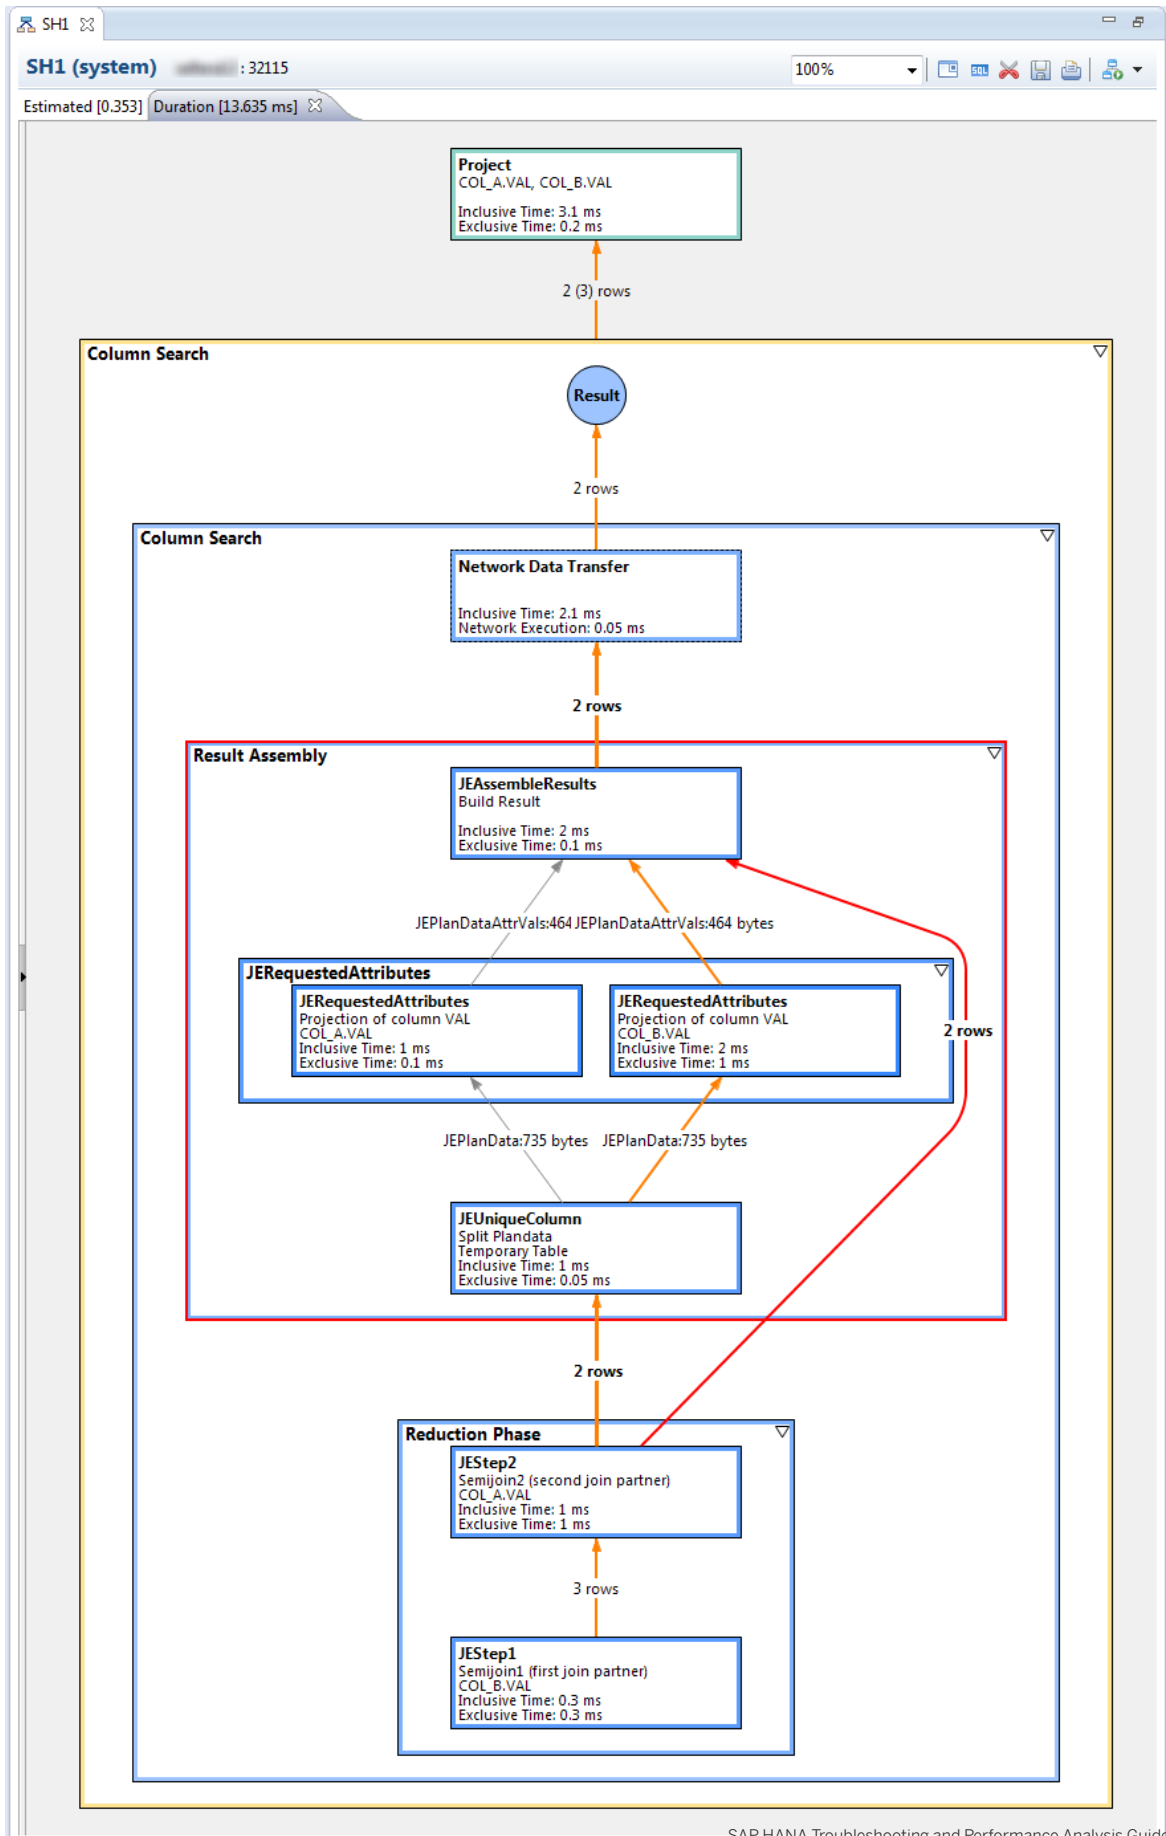 SH1
SH1 (system) : 32115
100%
SQL
Estimated [0.353] Duration [13.635 ms]
Project
COL_A.VAL, COL_B.VAL
Inclusive Time: 3.1 ms
Exclusive Time: 0.2 ms
2 (3) rows
Column Search
Result
2 rows
Column Search
Network Data Transfer
Inclusive Time: 2.1 ms
Network Execution: 0.05 ms
2 rows
Result Assembly
JEAssembleResults
Build Result
Inclusive Time: 2 ms
Exclusive Time: 0.1 ms
JEPlanDataAttrVals:464 JEPlanDataAttrVals:464 bytes
JERequestedAttributes
JERequestedAttributes
Projection of column VAL
COL_A.VAL
Inclusive Time: 1 ms
Exclusive Time: 0.1 ms
JERequestedAttributes
Projection of column VAL
COL_B.VAL
Inclusive Time: 2 ms
Exclusive Time: 1 ms
2 rows
JEPlanData:735 bytes JEPlanData:735 bytes
JEUniqueColumn
Split Plandata
Temporary Table
Inclusive Time: 1 ms
Exclusive Time: 0.05 ms
2 rows
Reduction Phase
JEStep2
Semijoin2 (second join partner)
COL_A.VAL
Inclusive Time: 1 ms
Exclusive Time: 1 ms
3 rows
JEStep1
Semijoin1 (first join partner)
COL_B.VAL
Inclusive Time: 0.3 ms
Exclusive Time: 0.3 ms
SAP HANA Troubleshooting and Performance Analysis Guide